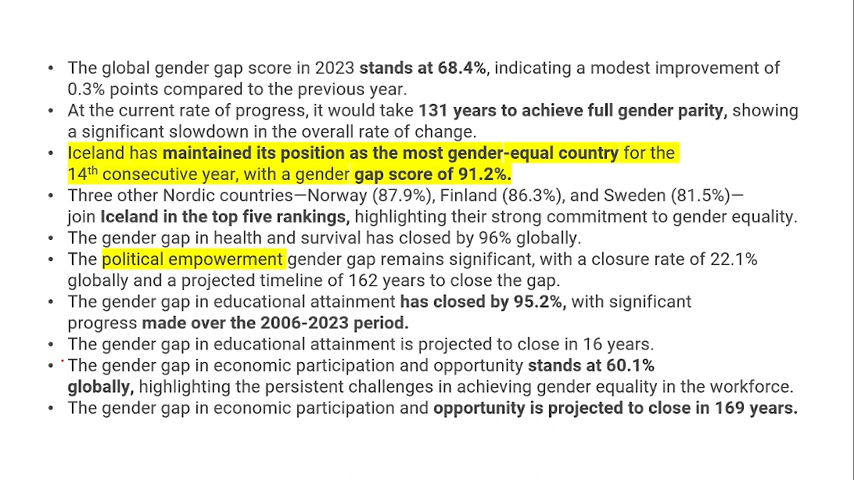 • The global gender gap score in 2023 stands at 68.4%, indicating a modest improvement of
0.3% points compared to the previous year.
• At the current rate of progress, it would take 131 years to achieve full gender parity, showing
a significant slowdown in the overall rate of change.
• Iceland has maintained its position as the most gender-equal country for the
14th consecutive year, with a gender gap score of 91.2%.
• Three other Nordic countries—Norway (87.9%), Finland (86.3%), and Sweden (81.5%)—
join Iceland in the top five rankings, highlighting their strong commitment to gender equality.
• The gender gap in health and survival has closed by 96% globally.
• The political empowerment gender gap remains significant, with a closure rate of 22.1%
globally and a projected timeline of 162 years to close the gap.
• The gender gap in educational attainment has closed by 95.2%, with significant
progress made over the 2006-2023 period.
• The gender gap in educational attainment is projected to close in 16 years.
• The gender gap in economic participation and opportunity stands at 60.1%
globally, highlighting the persistent challenges in achieving gender equality in the workforce.
• The gender gap in economic participation and opportunity is projected to close in 169 years.